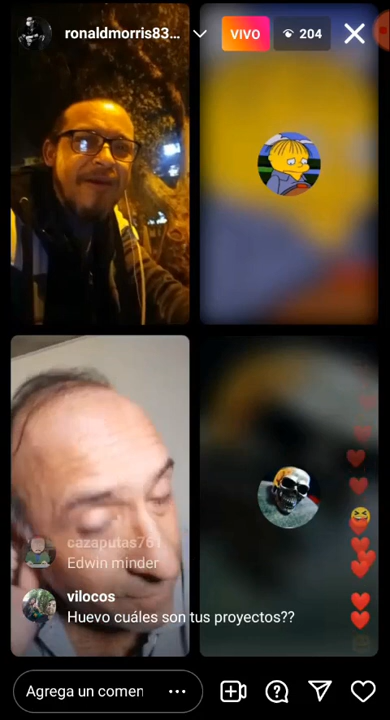 ronaldmorris83...
VIVO
204
cazaputas761
Edwin minder
vilocos
Huevo cuáles son tus proyectos??
Agrega un comen